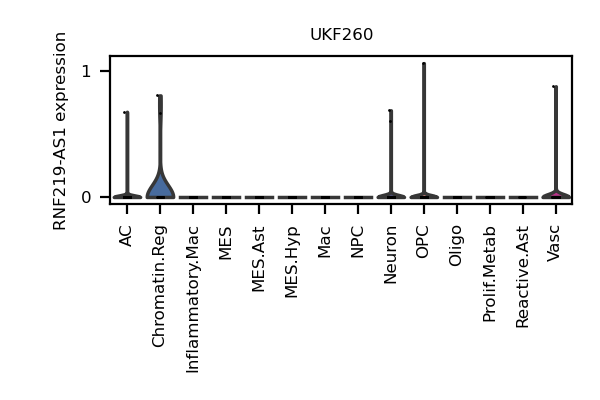 UKF260
RNF219-AS1 expression
1
0
AC
Chromatin.Reg
Inflammatory.Mac
MES
MES.Ast
MES.Hyp
Mac
NPC
Neuron
OPC
Oligo
Prolif.Metab
Reactive.Ast
Vasc